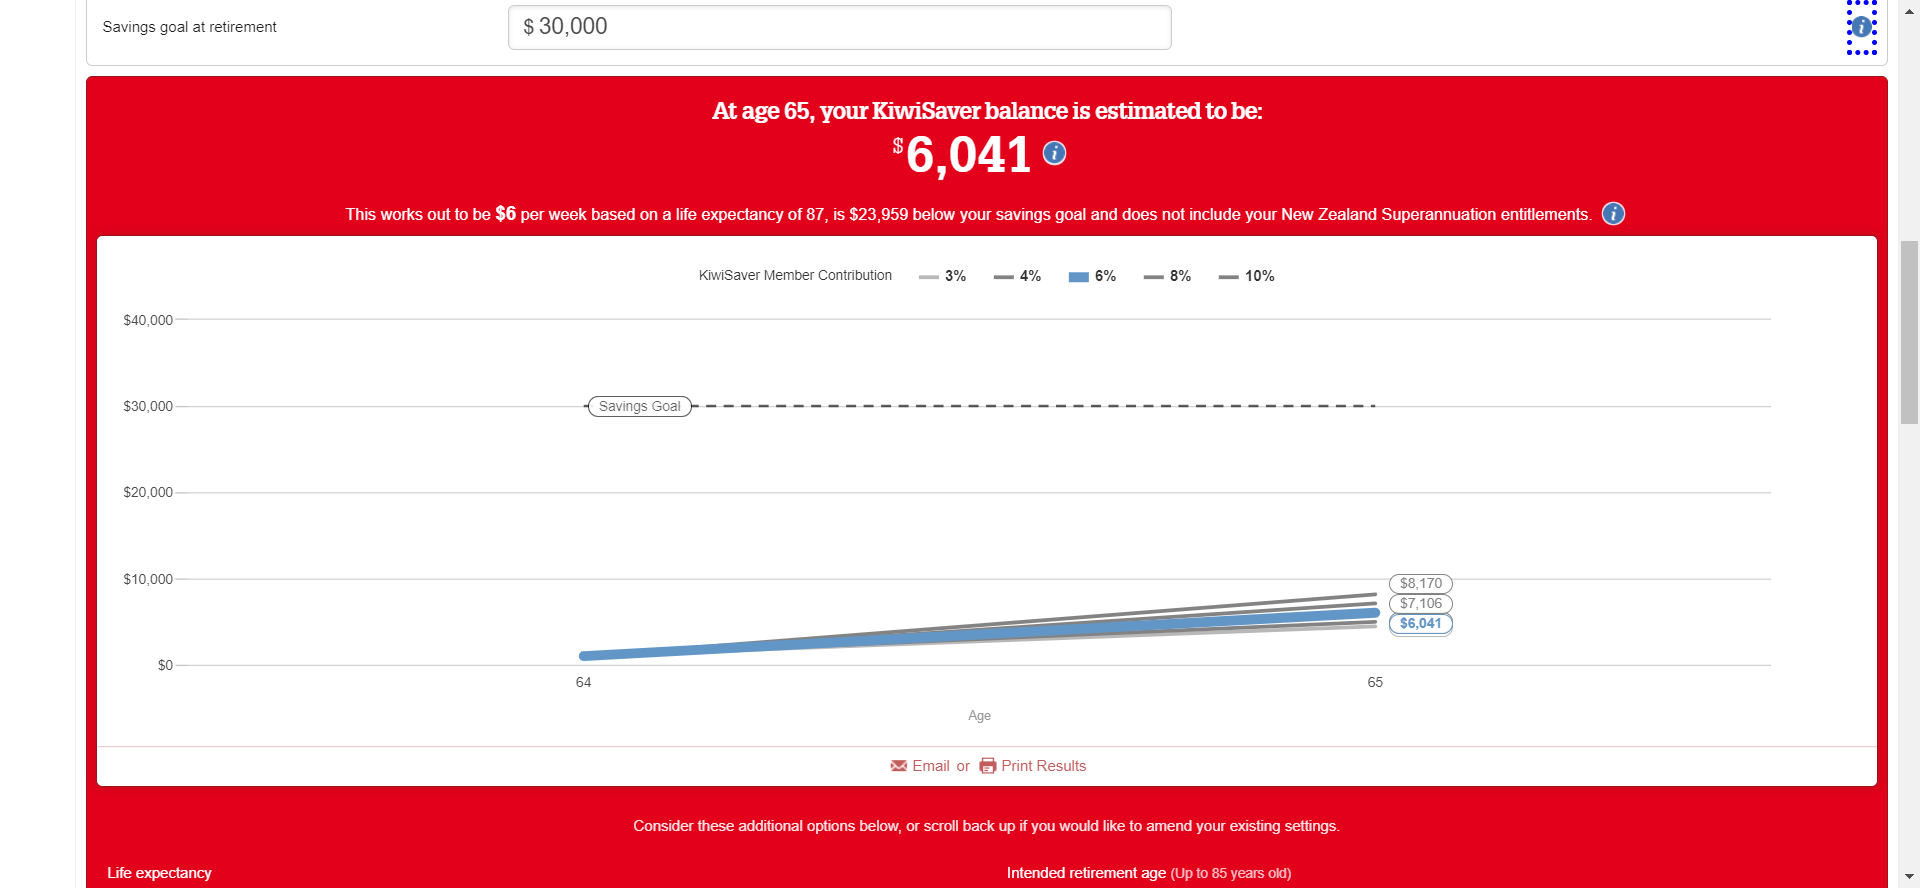 Savings goal at retirement
$ 30,000
At age 65, your KiwiSaver balance is estimated to be:
$6,041
This works out to be $6 per week based on a life expectancy of 87, is $23,959 below your savings goal and does not include your New Zealand Superannuation entitlements.
KiwiSaver Member Contribution 3% 4% 6% 8% 10%
$40,000
$30,000
Savings Goal
$20,000
$10,000
$8,170
$7,106
$6,041
$0
64 65
Age
Email or Print Results
Consider these additional options below, or scroll back up if you would like to amend your existing settings.
Life expectancy
Intended retirement age (Up to 85 years old)